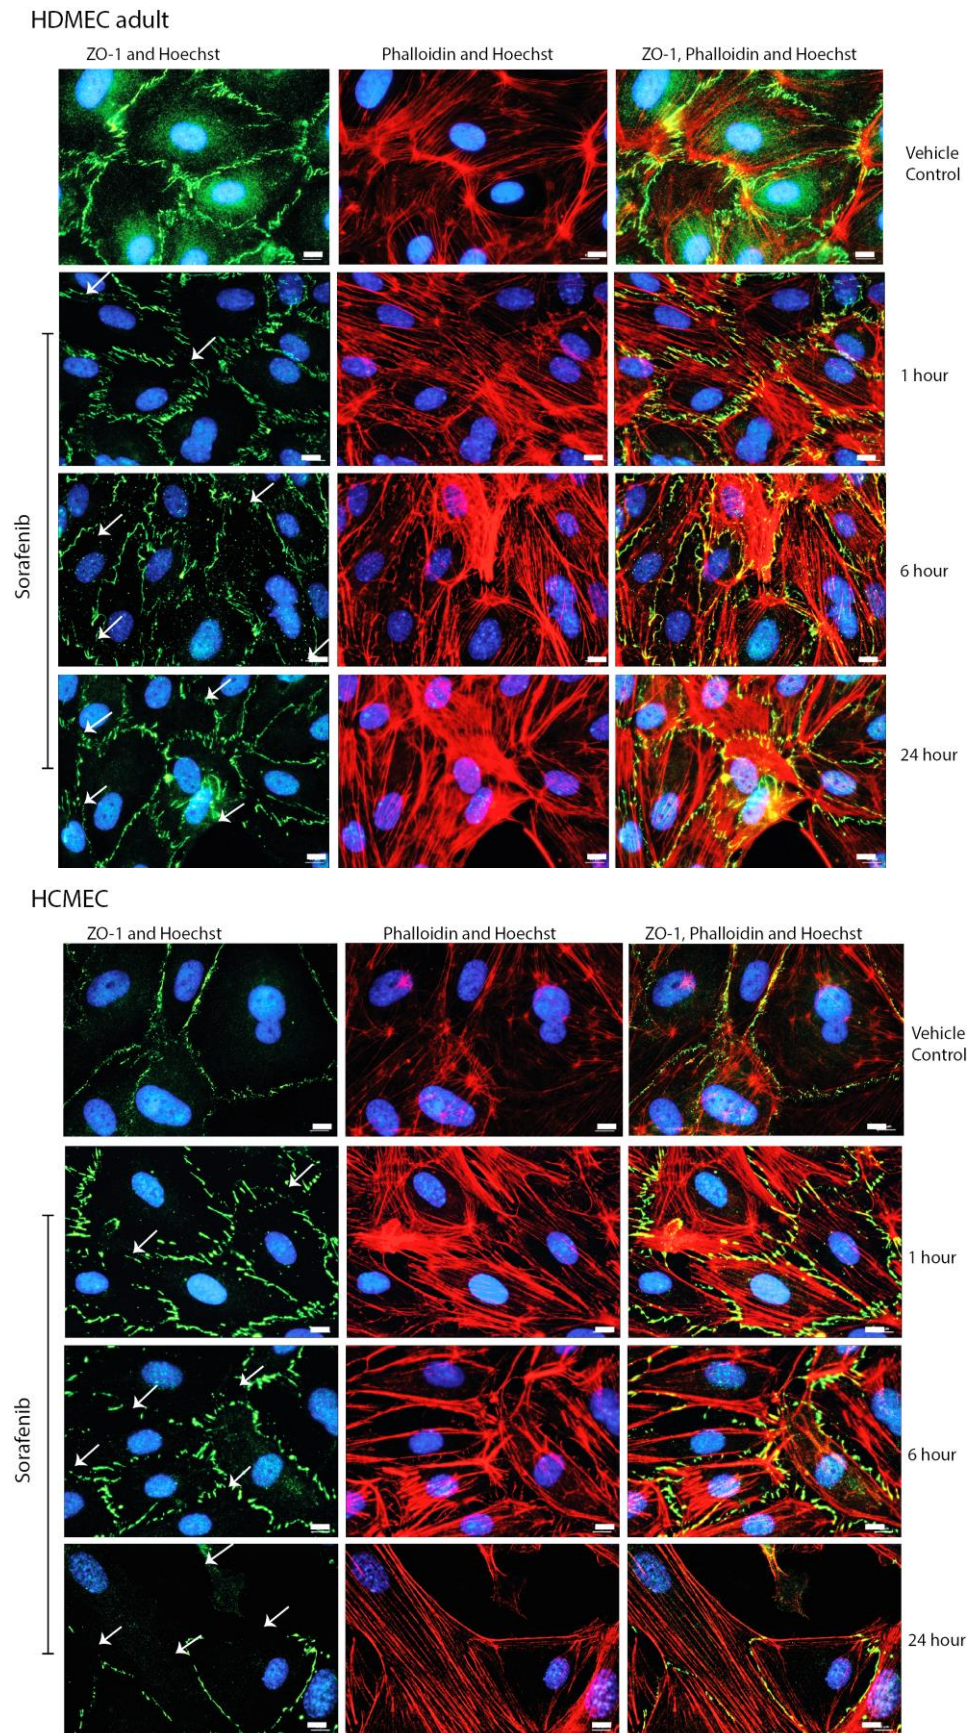 HDMEC adult
ZO-1 and Hoechst
Phalloidin and Hoechst
ZO-1, Phalloidin and Hoechst
Vehicle
Control
1 hour
Sorafenib
6 hour
24 hour
HCMEC
ZO-1 and Hoechst
Phalloidin and Hoechst
ZO-1, Phalloidin and Hoechst
Vehicle
Control
1 hour
Sorafenib
6 hour
24 hour